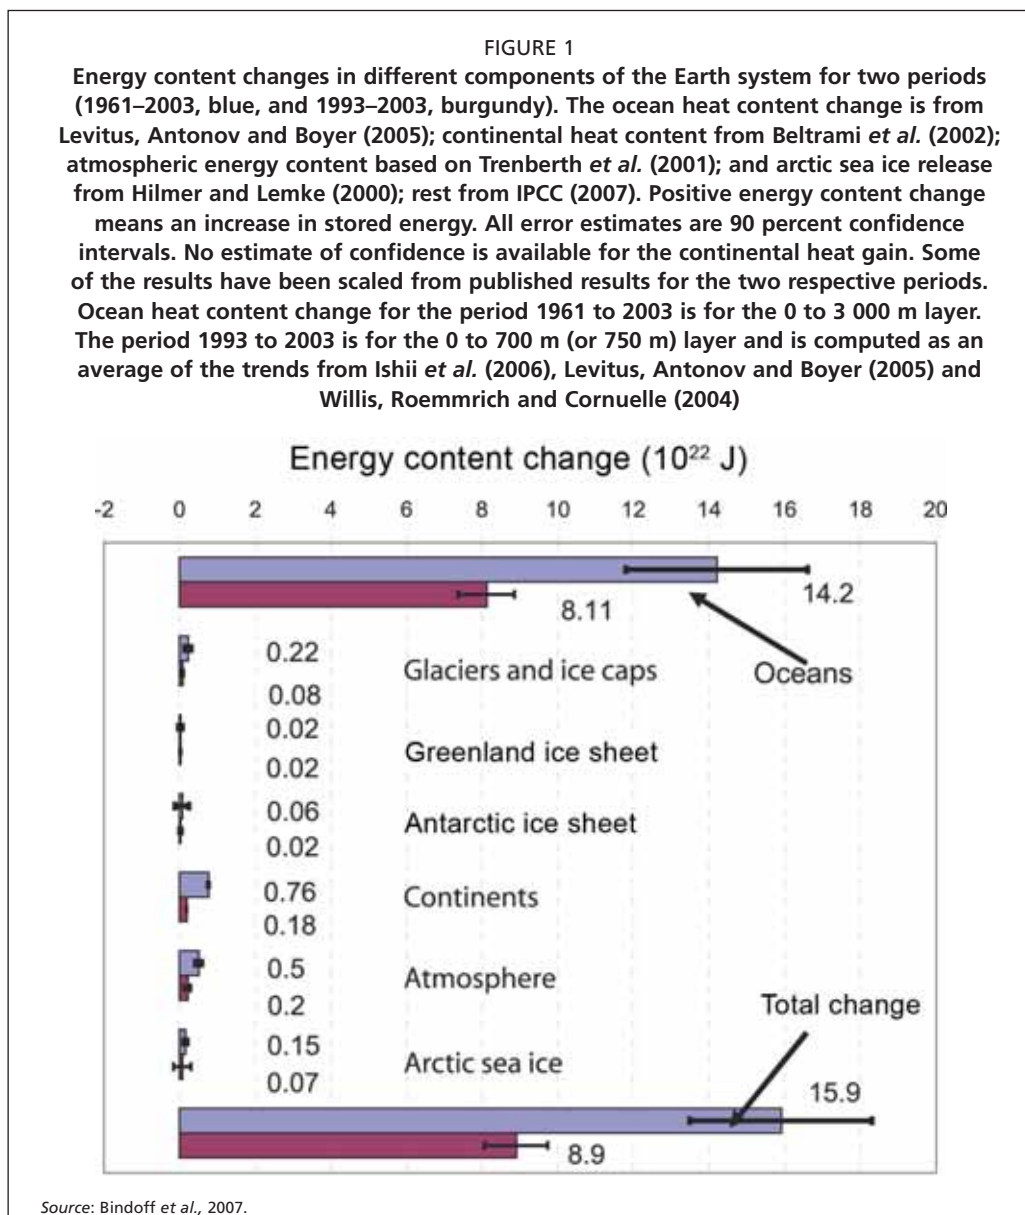 FIGURE 1
Energy content changes in different components of the Earth system for two periods
(1961–2003, blue, and 1993–2003, burgundy). The ocean heat content change is from
Levitus, Antonov and Boyer (2005); continental heat content from Beltrami et al. (2002);
atmospheric energy content based on Trenberth et al. (2001); and arctic sea ice release
from Hilmer and Lemke (2000); rest from IPCC (2007). Positive energy content change
means an increase in stored energy. All error estimates are 90 percent confidence
intervals. No estimate of confidence is available for the continental heat gain. Some
of the results have been scaled from published results for the two respective periods.
Ocean heat content change for the period 1961 to 2003 is for the 0 to 3 000 m layer.
The period 1993 to 2003 is for the 0 to 700 m (or 750 m) layer and is computed as an
average of the trends from Ishii et al. (2006), Levitus, Antonov and Boyer (2005) and
Willis, Roemmrich and Cornuelle (2004)
Energy content change (10²² J)
-2 0 2 4 6 8 10 12 14 16 18 20
14.2
8.11
Oceans
0.22
Glaciers and ice caps
0.08
0.02
Greenland ice sheet
0.02
0.06
Antarctic ice sheet
0.02
0.76
Continents
0.18
0.5
Atmosphere
0.2
Total change
0.15
Arctic sea ice
0.07
15.9
8.9
Source: Bindoff et al., 2007.